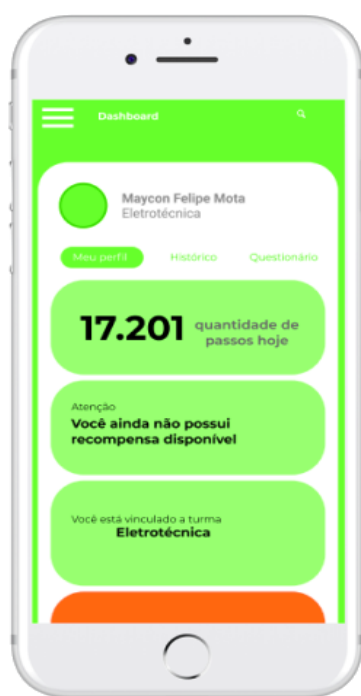 Dashboard
Maycon Felipe Mota
Eletrotécnica
Meu perfil Histórico Questionário
17.201 quantidade de
passos hoje
Atenção
Você ainda não possui
recompensa disponível
Você está vinculado a turma
Eletrotécnica